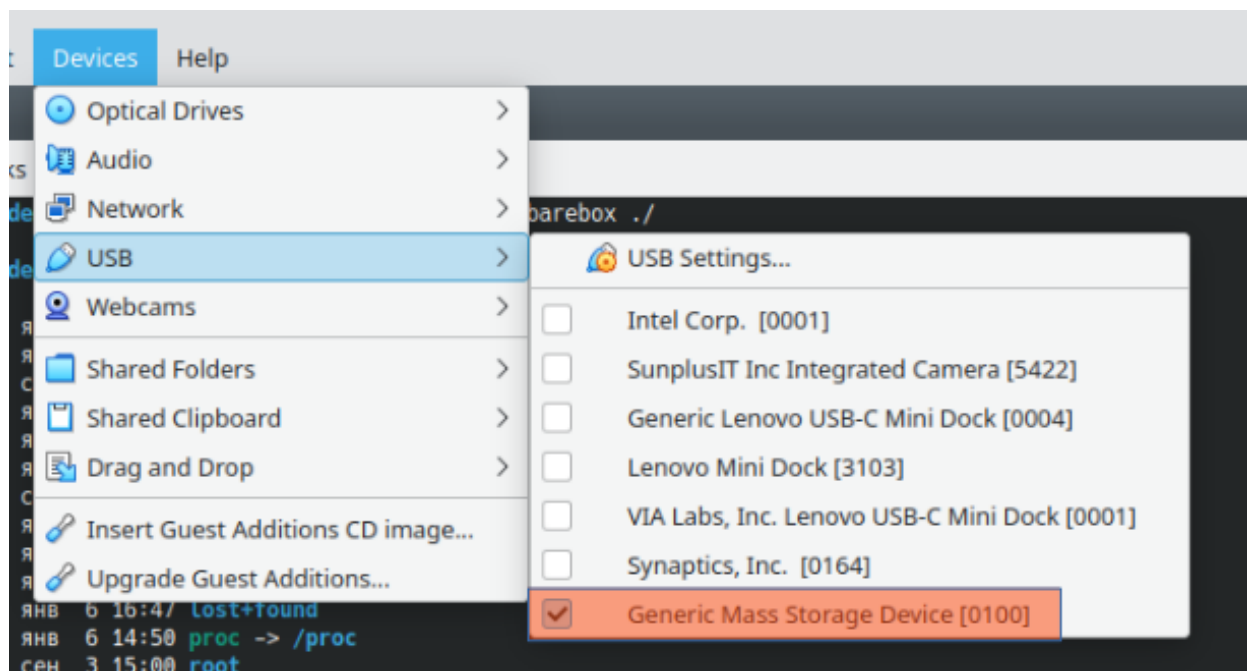 Devices Help
Optical Drives
Audio
ks
Network
de
barebox ./
USB
de
USB Settings...
Webcams
я
Intel Corp. [0001]
я
Shared Folders
SunplusIT Inc Integrated Camera [5422]
с
Shared Clipboard
Generic Lenovo USB-C Mini Dock [0004]
я
я
Drag and Drop
Lenovo Mini Dock [3103]
я
с
Insert Guest Additions CD image...
VIA Labs, Inc. Lenovo USB-C Mini Dock [0001]
я
я
Upgrade Guest Additions...
Synaptics, Inc. [0164]
я
янв 6 16:47 lost+found
Generic Mass Storage Device [0100]
янв 6 14:50 proc -> /proc
сен 3 15:00 root